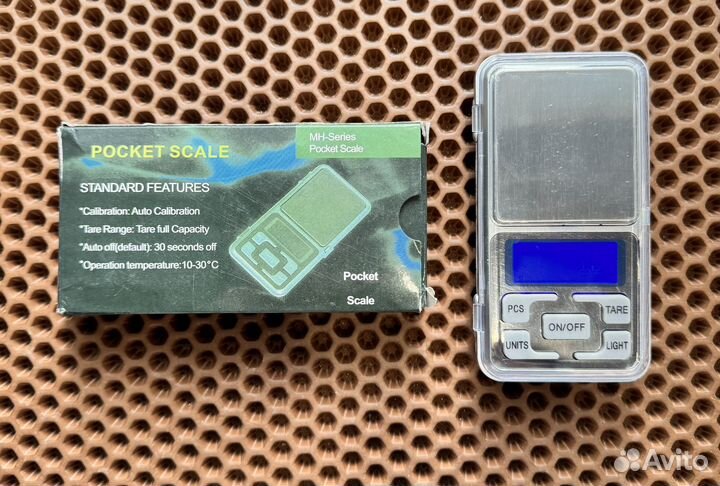 POCKET SCALE
MH-Series
Pocket Scale
STANDARD FEATURES
*Calibration: Auto Calibration
*Tare Range: Tare full Capacity
*Auto off(default): 30 seconds off
*Operation temperature:10-30°C
Pocket
Scale
PCS
TARE
ON/OFF
UNITS
LIGHT
Avito